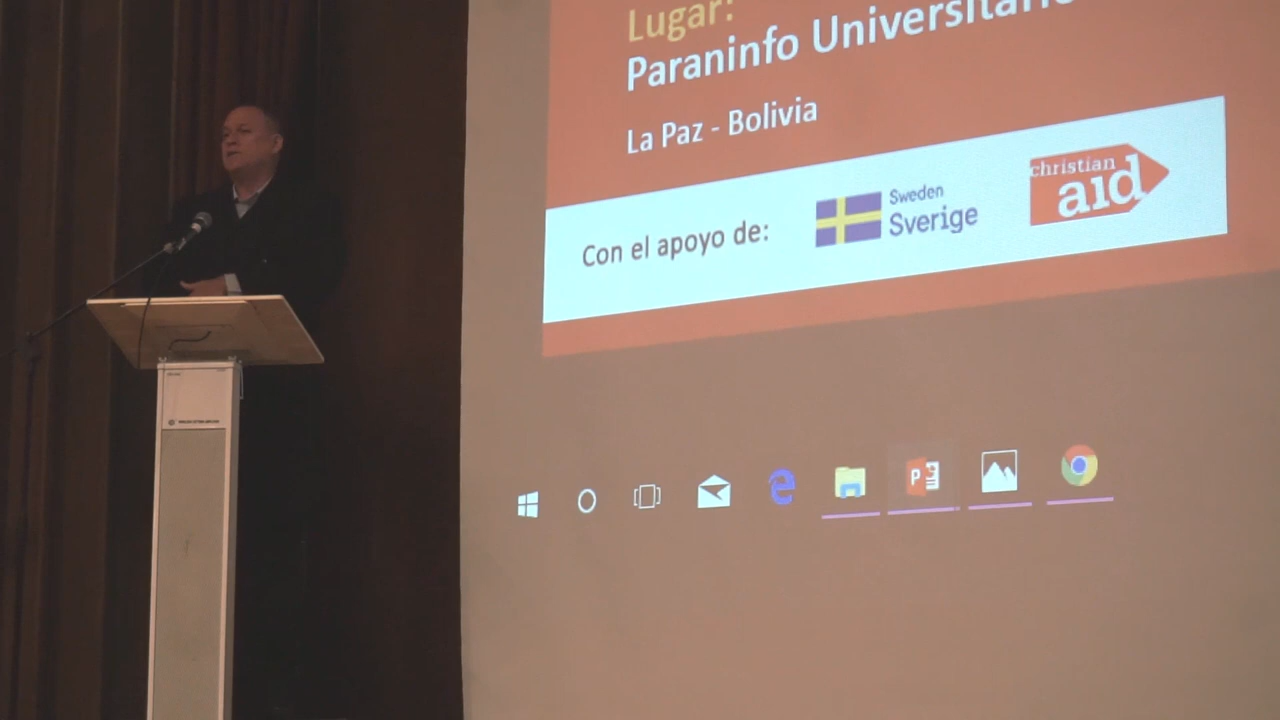 Lugar:
Paraninfo Universitario
La Paz - Bolivia
Con el apoyo de:
Sweden
Sverige
christian
aid
P